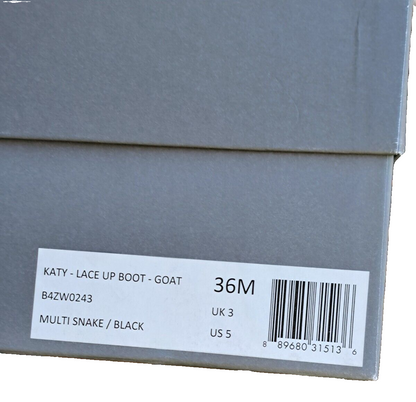 KATY - LACE UP BOOT - GOAT
B4ZW0243
MULTI SNAKE / BLACK
36M
UK 3
US 5
8 89680 31513 6